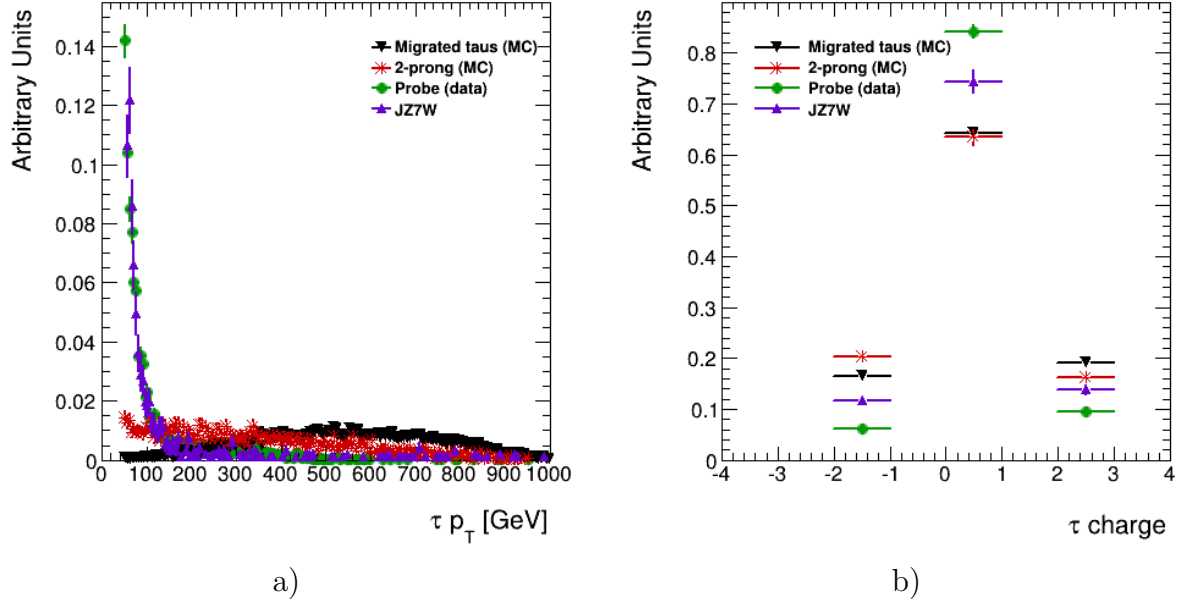 Arbitrary Units
0.14
0.12
0.1
0.08
0.06
0.04
0.02
0
Migrated taus (MC)
2-prong (MC)
Probe (data)
JZ7W
0 100 200 300 400 500 600 700 800 900 1000
τ p_T [GeV]
a)
Arbitrary Units
0.8
0.7
0.6
0.5
0.4
0.3
0.2
0.1
0
Migrated taus (MC)
2-prong (MC)
Probe (data)
JZ7W
-4 -3 -2 -1 0 1 2 3 4
τ charge
b)